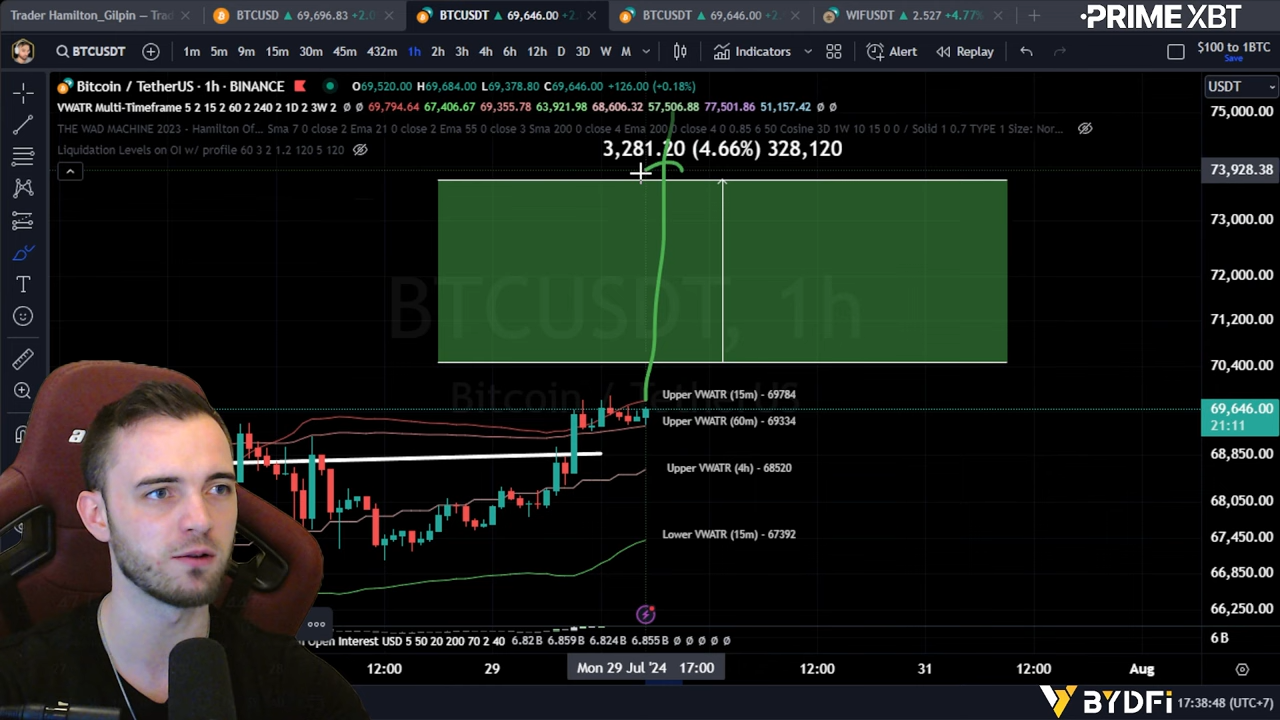 Trader Hamilton_Gilpin — Trad
BTCUSD ▲ 69,696.83 +2.0
BTCUSDT ▲ 69,646.00 +2.
BTCUSDT ▲ 69,646.00 +2.
WIFUSDT ▲ 2.527 +4.77%
PRIME XBT
BTCUSDT
1m 5m 9m 15m 30m 45m 432m 1h 2h 3h 4h 6h 12h D 3D W M
Indicators
Alert
Replay
$100 to 1BTC
Save
Bitcoin / TetherUS · 1h · BINANCE
O69,520.00 H69,684.00 L69,378.80 C69,646.00 +126.00 (+0.18%)
USDT
VWATR Multi-Timeframe 5 2 15 2 60 2 240 2 1D 2 3W 2 ∅ ∅ 69,794.64 67,406.67 69,355.78 63,921.98 68,606.32 57,506.88 77,501.86 51,157.42 ∅ ∅
THE WAD MACHINE 2023 - Hamilton Of... Sma 7 0 close 2 Ema 21 0 close 2 Ema 55 0 close 3 Sma 200 0 close 4 Ema 200 0 close 4 0 0.85 6 50 Cosine 3D 1W 10 15 0 0 / Solid 1 0.7 TYPE 1 Size: Nor...
Liquidation Levels on OI w/ profile 60 3 2 1.2 120 5 120
3,281.20 (4.66%) 328,120
75,000.00
73,928.38
73,000.00
72,000.00
71,200.00
70,400.00
BTCUSDT, 1h
Bitcoin / TetherUS
Upper VWATR (15m) - 69784
Upper VWATR (60m) - 69334
Upper VWATR (4h) - 68520
Lower VWATR (15m) - 67392
69,646.00
21:11
68,850.00
68,050.00
67,450.00
66,850.00
66,250.00
Open Interest USD 5 50 20 200 70 2 40 6.82B 6.859B 6.824B 6.855B ∅ ∅ ∅ ∅ ∅
6B
12:00
29
Mon 29 Jul '24 17:00
12:00
31
12:00
Aug
BYDFi
17:38:48 (UTC+7)